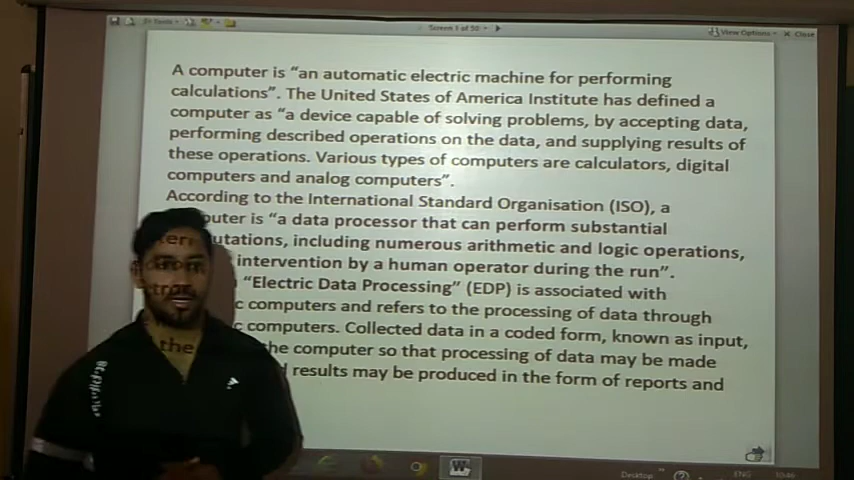 Tools
Screen 1 of 50
View Options
Close
A computer is "an automatic electric machine for performing
calculations". The United States of America Institute has defined a
computer as "a device capable of solving problems, by accepting data,
performing described operations on the data, and supplying results of
these operations. Various types of computers are calculators, digital
computers and analog computers".
According to the International Standard Organisation (ISO), a
puter is "a data processor that can perform substantial
utations, including numerous arithmetic and logic operations,
intervention by a human operator during the run".
"Electric Data Processing" (EDP) is associated with
c computers and refers to the processing of data through
c computers. Collected data in a coded form, known as input,
the computer so that processing of data may be made
results may be produced in the form of reports and
Desktop
ENG
10:46